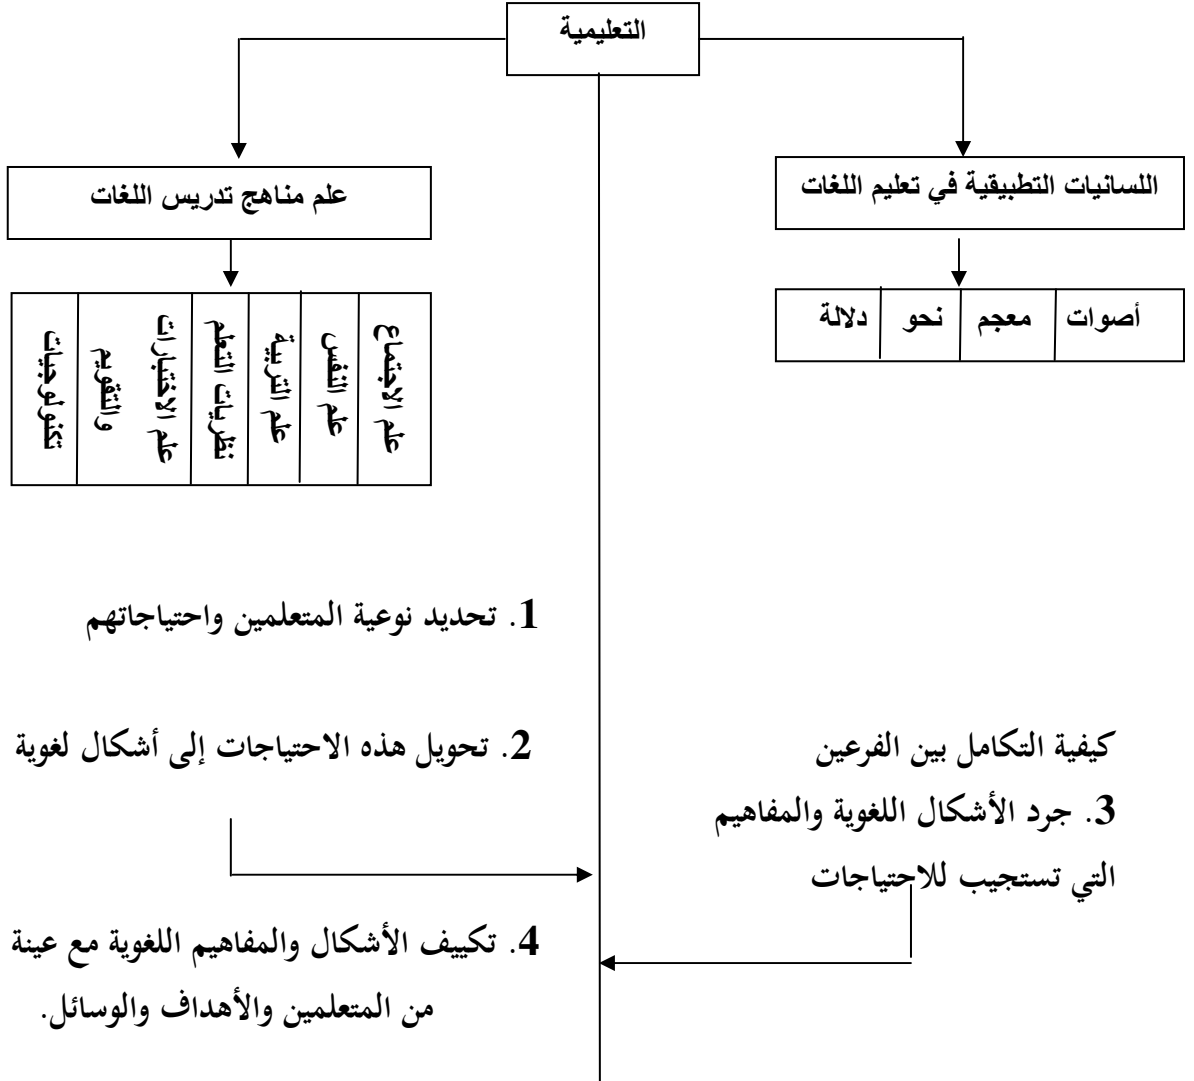 التعليمية
اللسانيات التطبيقية في تعليم اللغات
أصوات
معجم
نحو
دلالة
علم مناهج تدريس اللغات
علم الاجتماع
علم النفس
علم التربية
نظريات التعلم
علم الاختبارات
والتقويم
تكنولوجيات
1. تحديد نوعية المتعلمين واحتياجاتهم
2. تحويل هذه الاحتياجات إلى أشكال لغوية
كيفية التكامل بين الفرعين
3. جرد الأشكال اللغوية والمفاهيم
التي تستجيب للاحتياجات
4. تكييف الأشكال والمفاهيم اللغوية مع عينة
من المتعلمين والأهداف والوسائل.